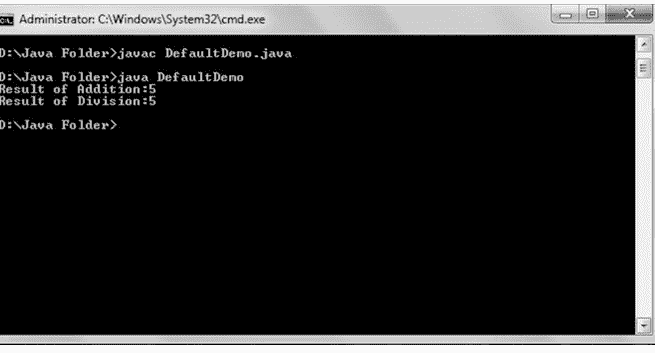 Administrator: C:\Windows\System32\cmd.exe
D:\Java Folder>javac DefaultDemo.java
D:\Java Folder>java DefaultDemo
Result of Addition:5
Result of Division:5
D:\Java Folder>